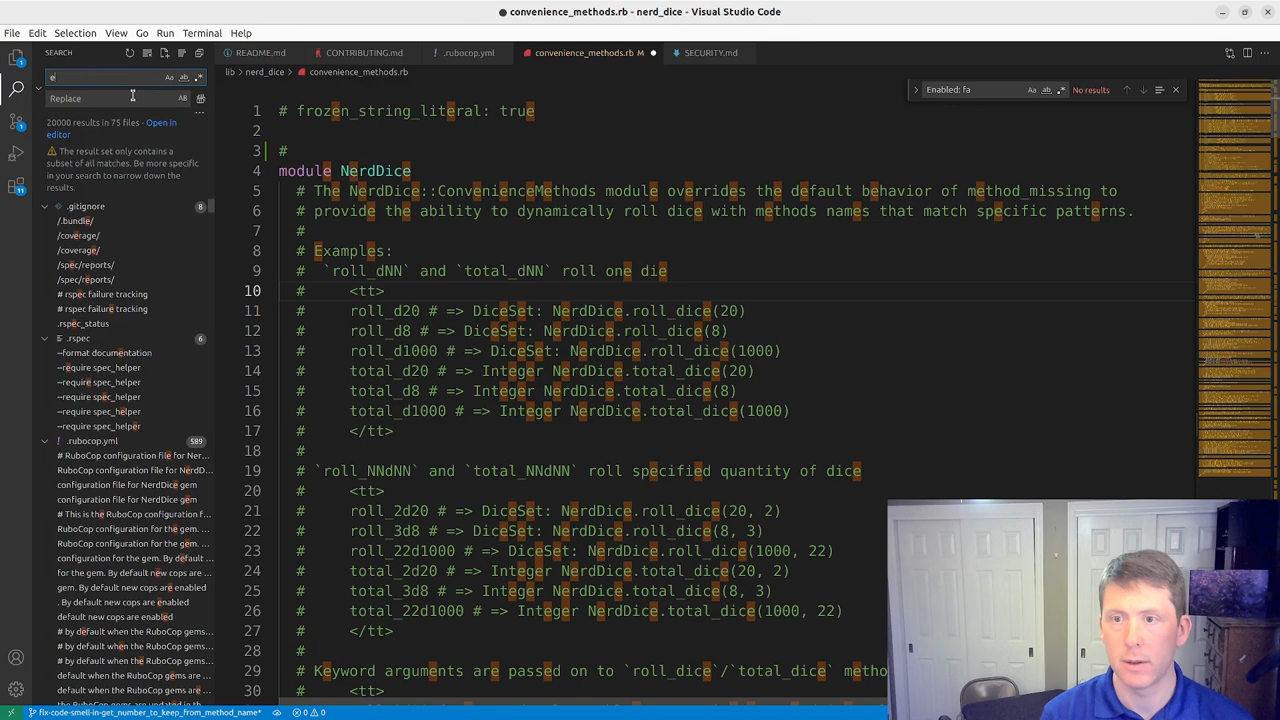 convenience_methods.rb - nerd_dice - Visual Studio Code
File Edit Selection View Go Run Terminal Help
SEARCH
README.md CONTRIBUTING.md .rubocop.yml convenience_methods.rb M SECURITY.md
lib > nerd_dice > convenience_methods.rb
e
Aa ab
Replace
AB
20000 results in 75 files - Open in
editor
The result set only contains a
subset of all matches. Be more specific
in your search to narrow down the
results.
.gitignore 8
/.bundle/
/coverage/
/coverage/
/spec/reports/
/spec/reports/
# rspec failure tracking
# rspec failure tracking
.rspec_status
.rspec 6
--format documentation
--require spec_helper
--require spec_helper
--require spec_helper
--require spec_helper
--require spec_helper
.rubocop.yml 589
# RuboCop configuration file for Ner...
RuboCop configuration file for NerdD...
configuration file for NerdDice gem
configuration file for NerdDice gem
# This is the RuboCop configuration f...
RuboCop configuration for the gem. ...
RuboCop configuration for the gem. ...
configuration for the gem. By default ...
for the gem. By default new cops are ...
gem. By default new cops are enabled
. By default new cops are enabled
default new cops are enabled
# by default when the RuboCop gems...
# by default when the RuboCop gems...
# by default when the RuboCop gems...
default when the RuboCop gems are ...
default when the RuboCop gems are ...
Enabled: fa
Aa ab
No results
1 # frozen_string_literal: true
2
3 #
4 module NerdDice
5 # The NerdDice::ConvenienceMethods module overrides the default behavior of method_missing to
6 # provide the ability to dynamically roll dice with methods names that match specific patterns.
7 #
8 # Examples:
9 # `roll_dNN` and `total_dNN` roll one die
10 # <tt>
11 # roll_d20 # => DiceSet: NerdDice.roll_dice(20)
12 # roll_d8 # => DiceSet: NerdDice.roll_dice(8)
13 # roll_d1000 # => DiceSet: NerdDice.roll_dice(1000)
14 # total_d20 # => Integer NerdDice.total_dice(20)
15 # total_d8 # => Integer NerdDice.total_dice(8)
16 # total_d1000 # => Integer NerdDice.total_dice(1000)
17 # </tt>
18 #
19 # `roll_NNdNN` and `total_NNdNN` roll specified quantity of dice
20 # <tt>
21 # roll_2d20 # => DiceSet: NerdDice.roll_dice(20, 2)
22 # roll_3d8 # => DiceSet: NerdDice.roll_dice(8, 3)
23 # roll_22d1000 # => DiceSet: NerdDice.roll_dice(1000, 22)
24 # total_2d20 # => Integer NerdDice.total_dice(20, 2)
25 # total_3d8 # => Integer NerdDice.total_dice(8, 3)
26 # total_22d1000 # => Integer NerdDice.total_dice(1000, 22)
27 # </tt>
28 #
29 # Keyword arguments are passed on to `roll_dice`/`total_dice` metho
30 # <tt>
1
1
11
fix-code-smell-in-get_number_to_keep_from_method_name* 0 0